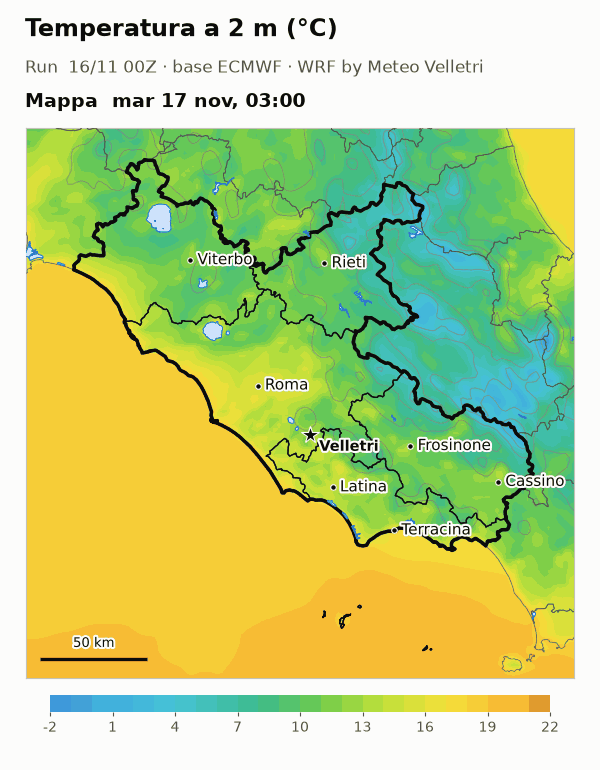 Temperatura a 2 m (°C)
Run  16/11 00Z · base ECMWF · WRF by Meteo Velletri
Mappa  mar 17 nov, 03:00
Viterbo
Rieti
Roma
Velletri
Frosinone
Cassino
Latina
Terracina
50 km
-2 1 4 7 10 13 16 19 22